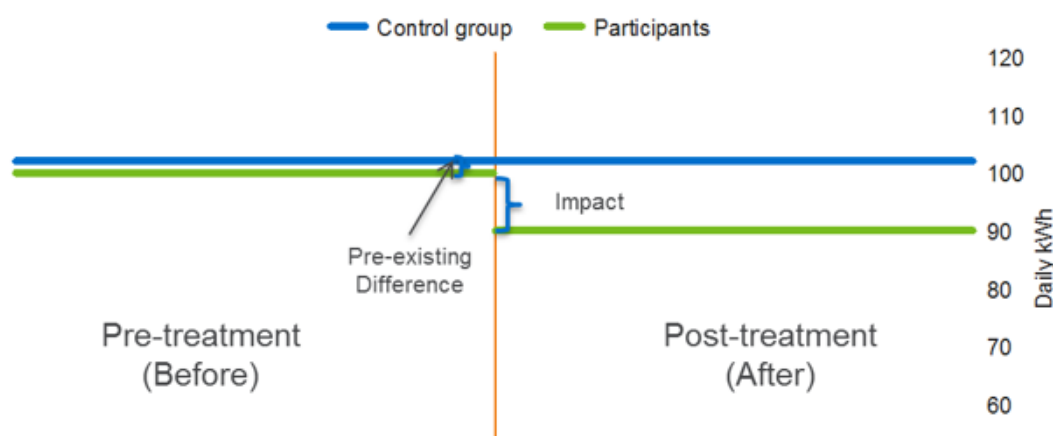 Control group Participants
120
110
100
Impact
90
Pre-existing
Difference
80
Daily kWh
Pre-treatment
(Before)
Post-treatment
(After)
70
60